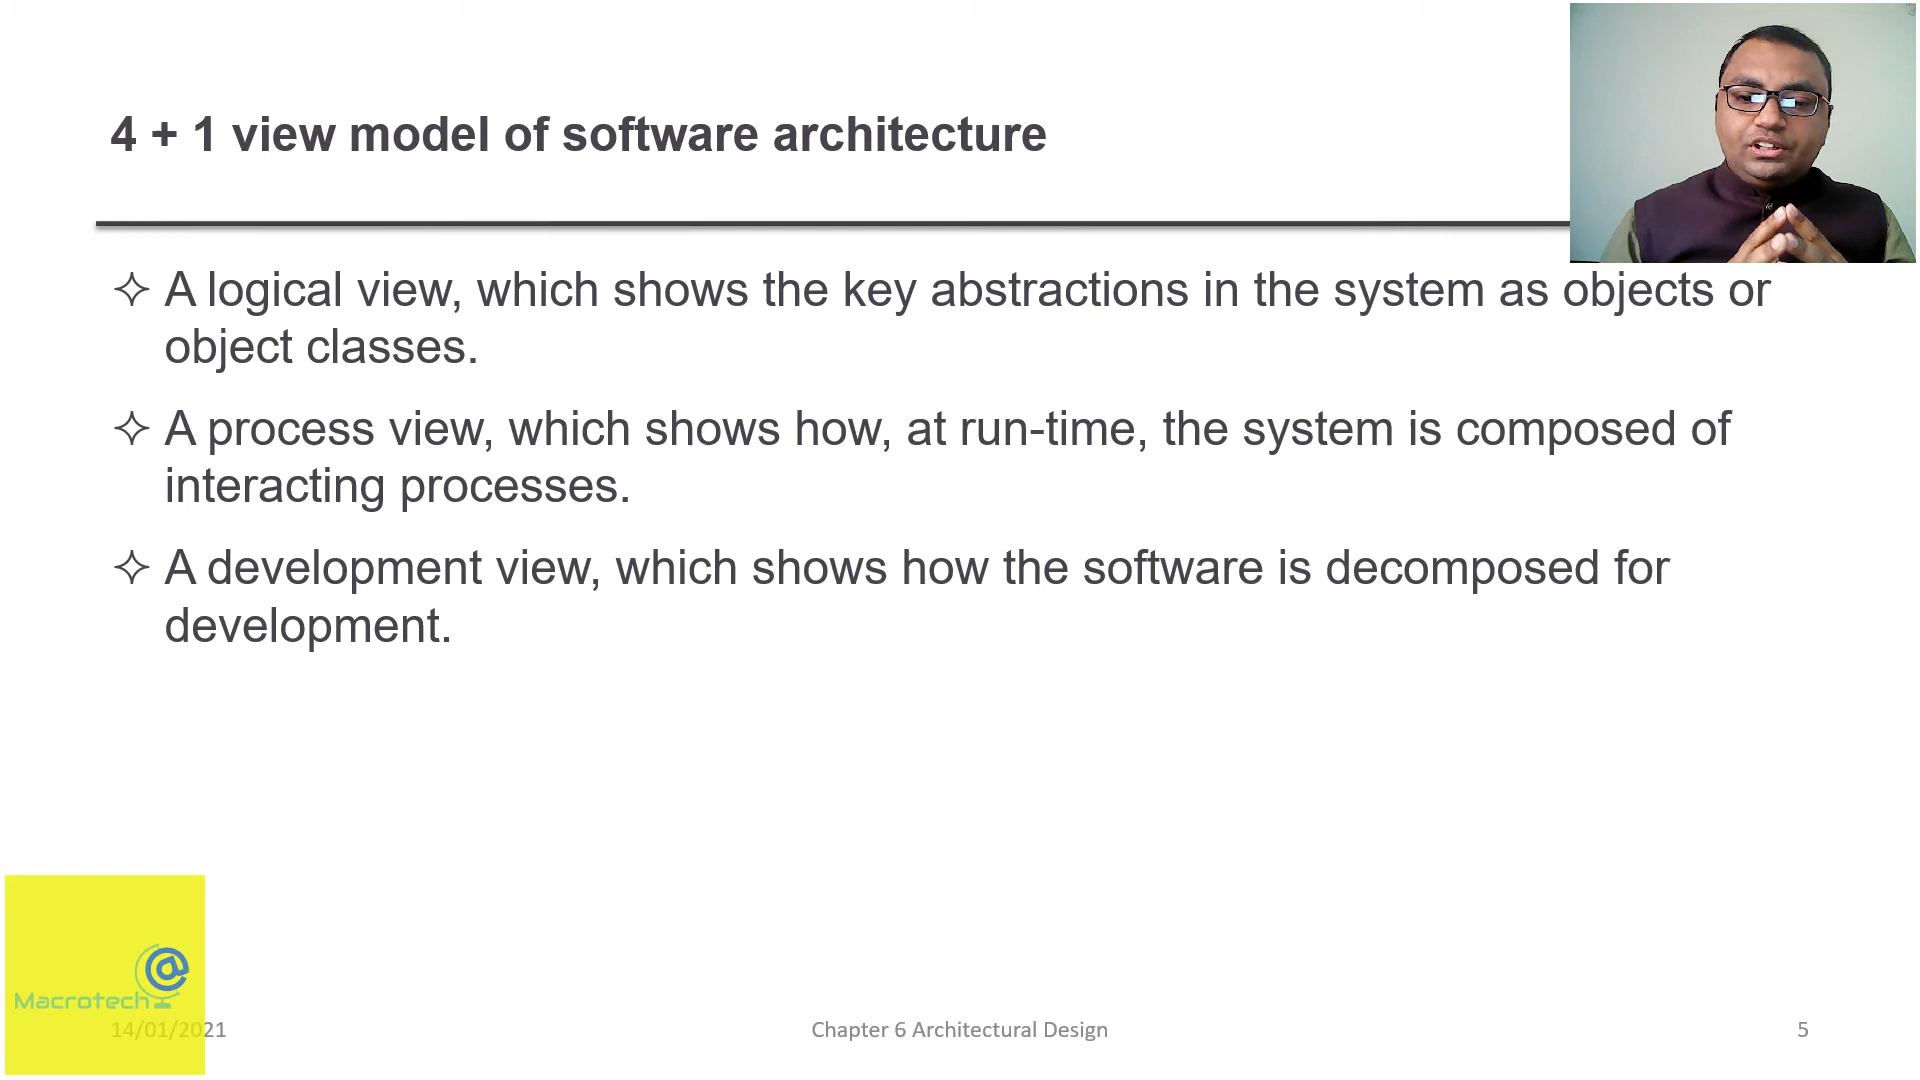 4 + 1 view model of software architecture
✧ A logical view, which shows the key abstractions in the system as objects or
object classes.
✧ A process view, which shows how, at run-time, the system is composed of
interacting processes.
✧ A development view, which shows how the software is decomposed for
development.
@
Macrotech
14/01/2021
Chapter 6 Architectural Design
5